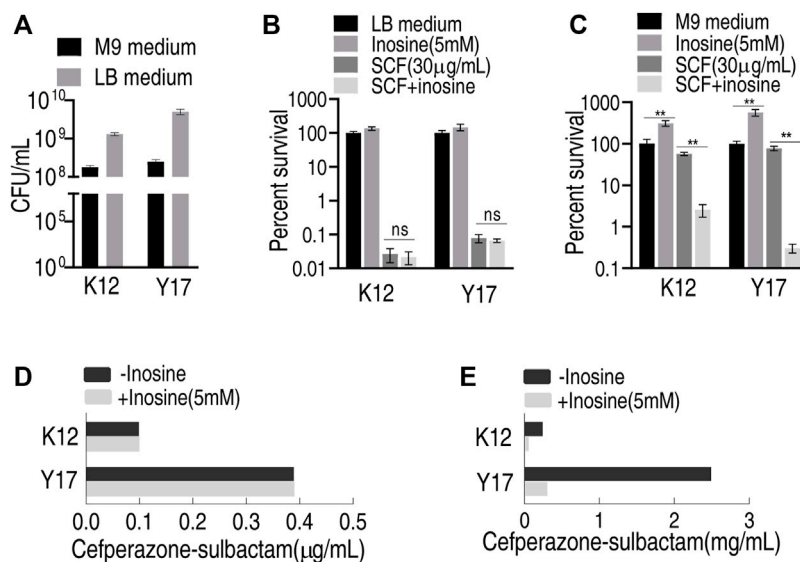 A
M9 medium
LB medium
CFU/mL
10^10
10^9
10^8
10^5
10^0
K12 Y17
B
LB medium
Inosine(5mM)
SCF(30µg/mL)
SCF+inosine
Percent survival
1000
100
10
1
0.1
0.01
ns
ns
K12 Y17
C
M9 medium
Inosine(5mM)
SCF(30µg/mL)
SCF+inosine
Percent survival
1000
100
10
1
0.1
**
**
**
**
K12 Y17
D
-Inosine
+Inosine(5mM)
K12
Y17
0.0 0.1 0.2 0.3 0.4 0.5
Cefperazone-sulbactam(µg/mL)
E
-Inosine
+Inosine(5mM)
K12
Y17
0 1 2 3
Cefperazone-sulbactam(mg/mL)